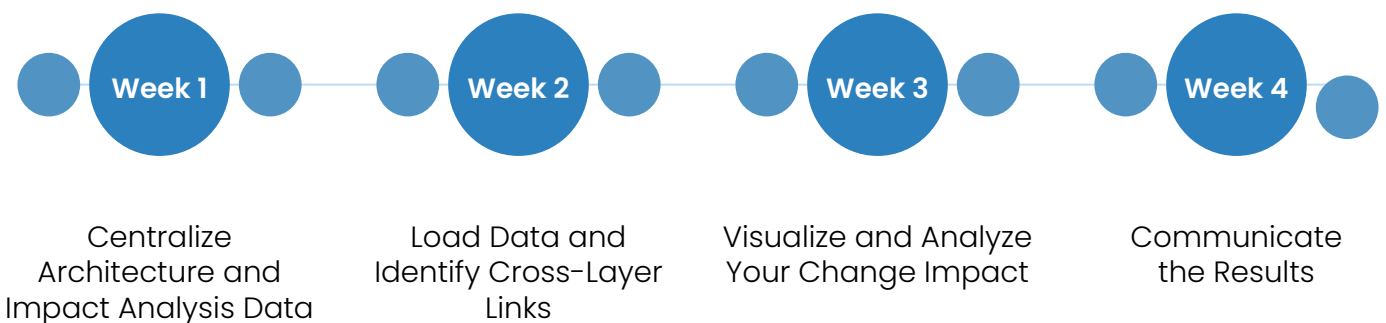 Week 1
Week 2
Week 3
Week 4
Centralize
Architecture and
Impact Analysis Data
Load Data and
Identify Cross-Layer
Links
Visualize and Analyze
Your Change Impact
Communicate
the Results